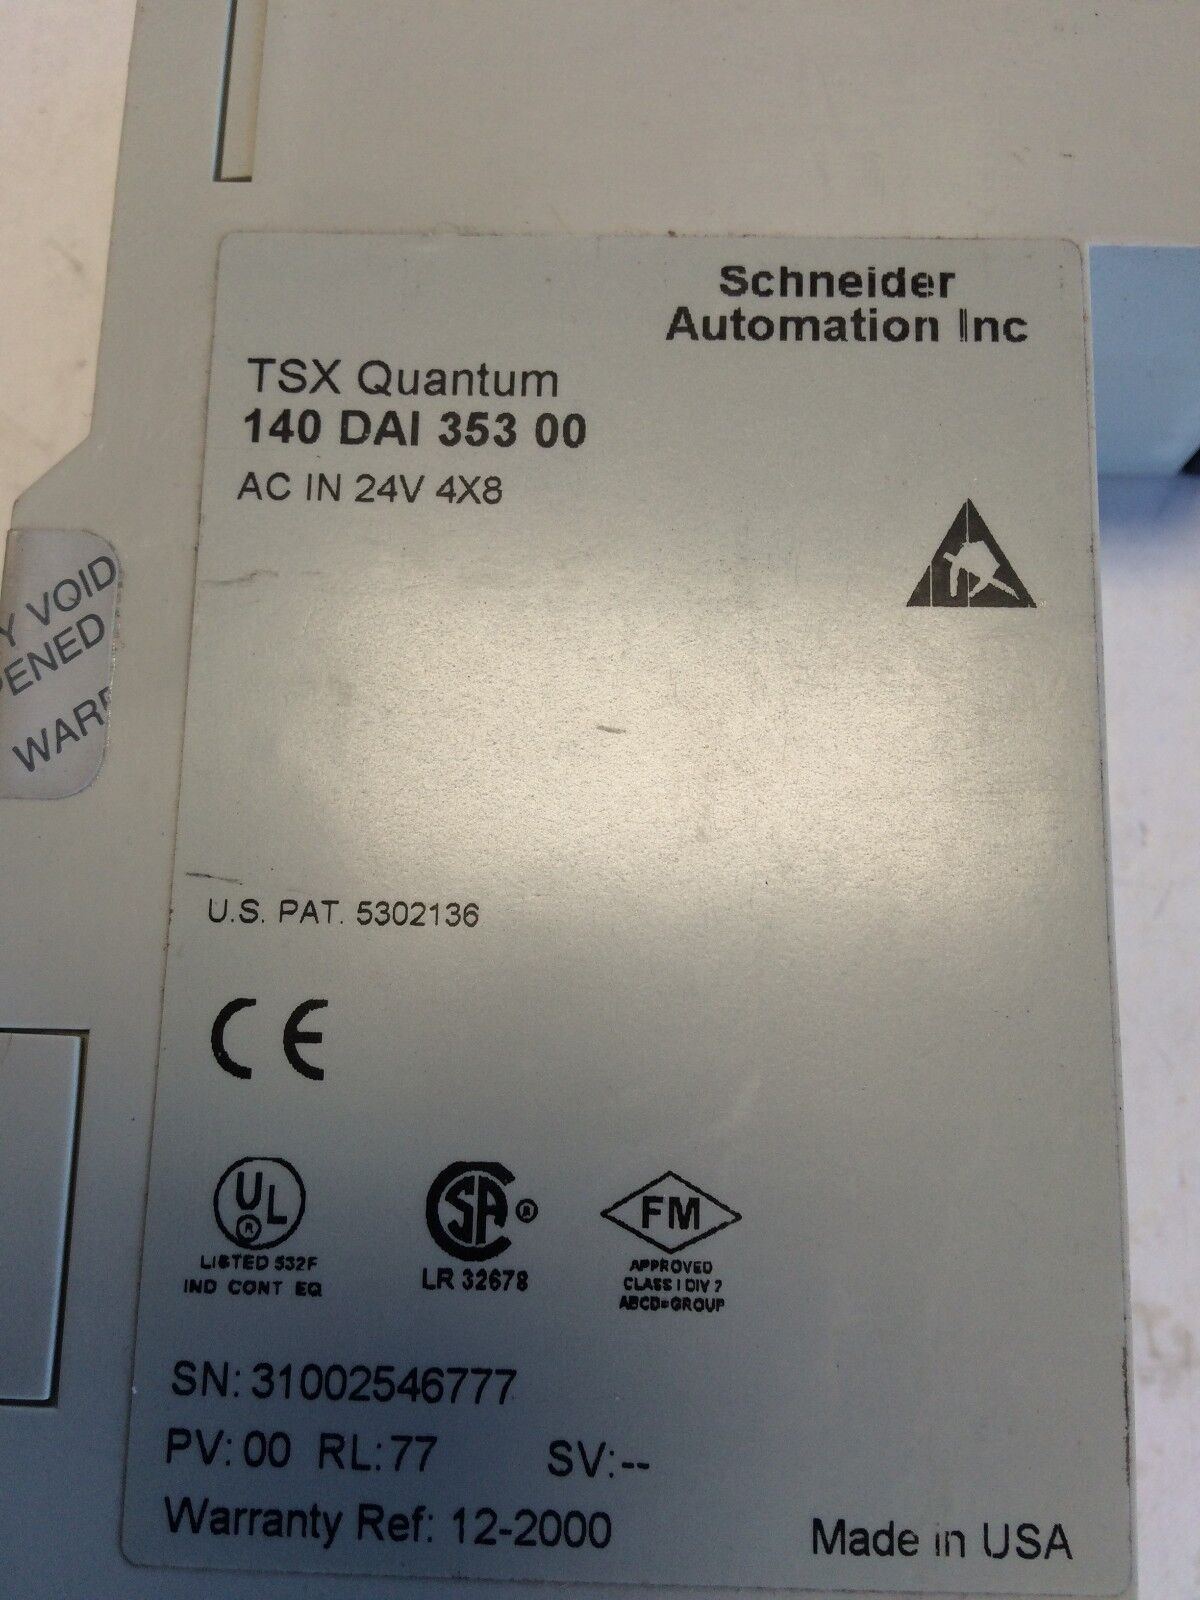 Schneider
Automation Inc
TSX Quantum
140 DAI 353 00
AC IN 24V 4X8
Y VOID
PENED
WARR
U.S. PAT. 5302136
CE
UL
®
LISTED 532F
IND CONT EQ
SA ®
LR 32678
FM
APPROVED
CLASS I DIV 2
ABCD=GROUP
SN: 31002546777
PV: 00 RL: 77 SV:--
Warranty Ref: 12-2000
Made in USA